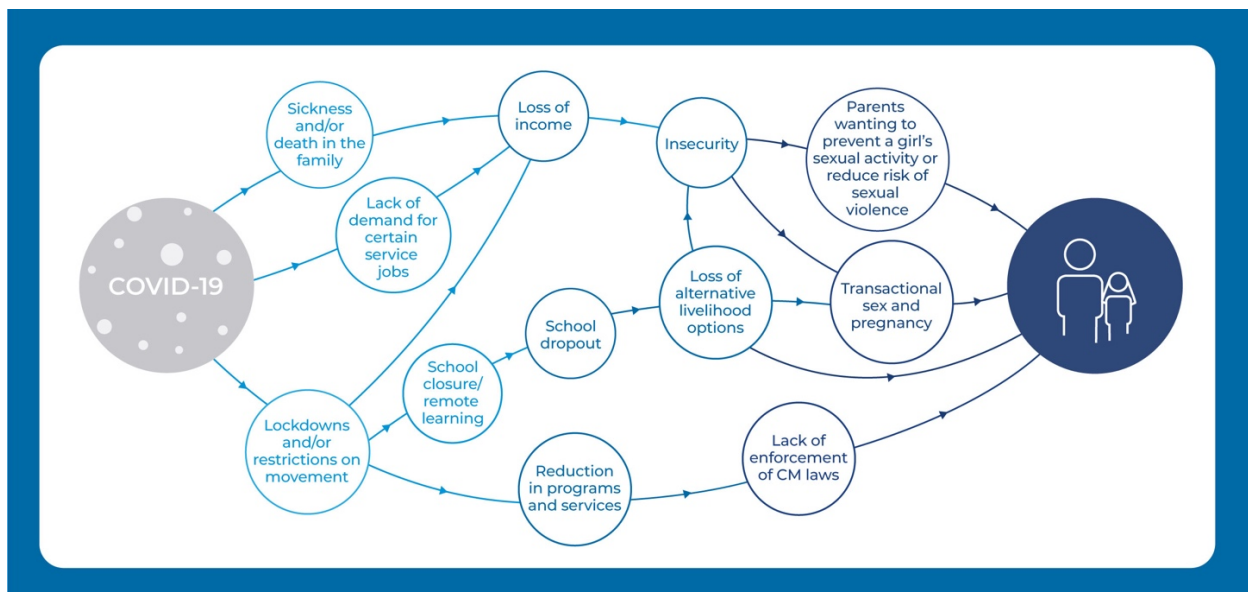 Sickness
and/or
death in the
family
Loss of
income
Insecurity
Parents
wanting to
prevent a girl's
sexual activity or
reduce risk of
sexual
violence
Lack of
demand for
certain
service
jobs
COVID-19
Loss of
alternative
livelihood
options
Transactional
sex and
pregnancy
School
dropout
School
closure/
remote
learning
Lockdowns
and/or
restrictions on
movement
Reduction
in programs
and services
Lack of
enforcement
of CM laws